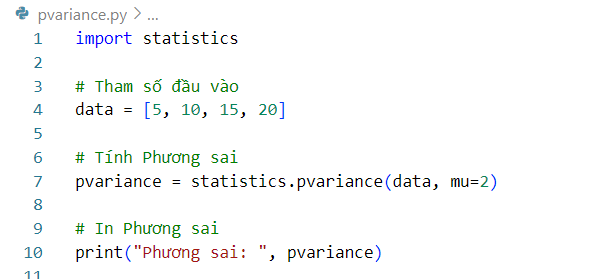 pvariance.py > ...
1 import statistics
2
3 # Tham số đầu vào
4 data = [5, 10, 15, 20]
5
6 # Tính Phương sai
7 pvariance = statistics.pvariance(data, mu=2)
8
9 # In Phương sai
10 print("Phương sai: ", pvariance)
11